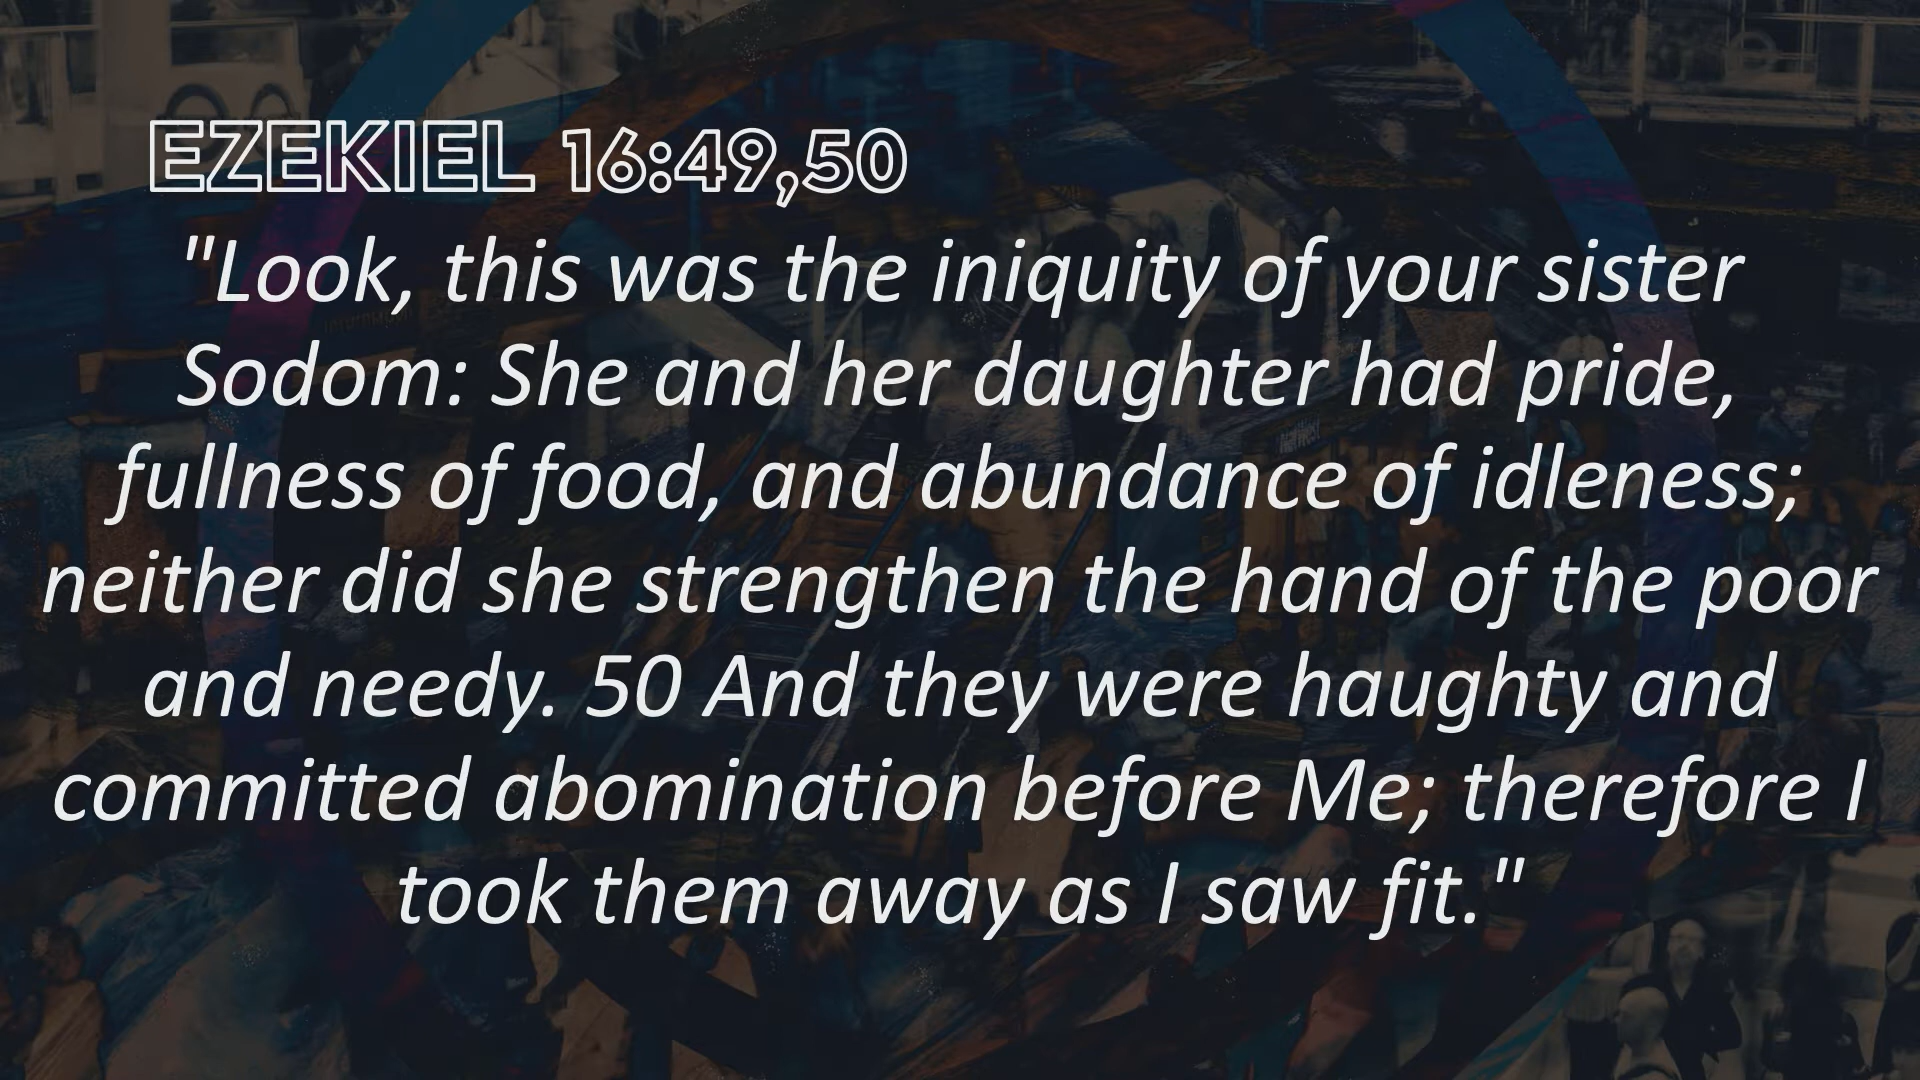 EZEKIEL 16:49,50
"Look, this was the iniquity of your sister
Sodom: She and her daughter had pride,
fullness of food, and abundance of idleness;
neither did she strengthen the hand of the poor
and needy. 50 And they were haughty and
committed abomination before Me; therefore I
took them away as I saw fit."